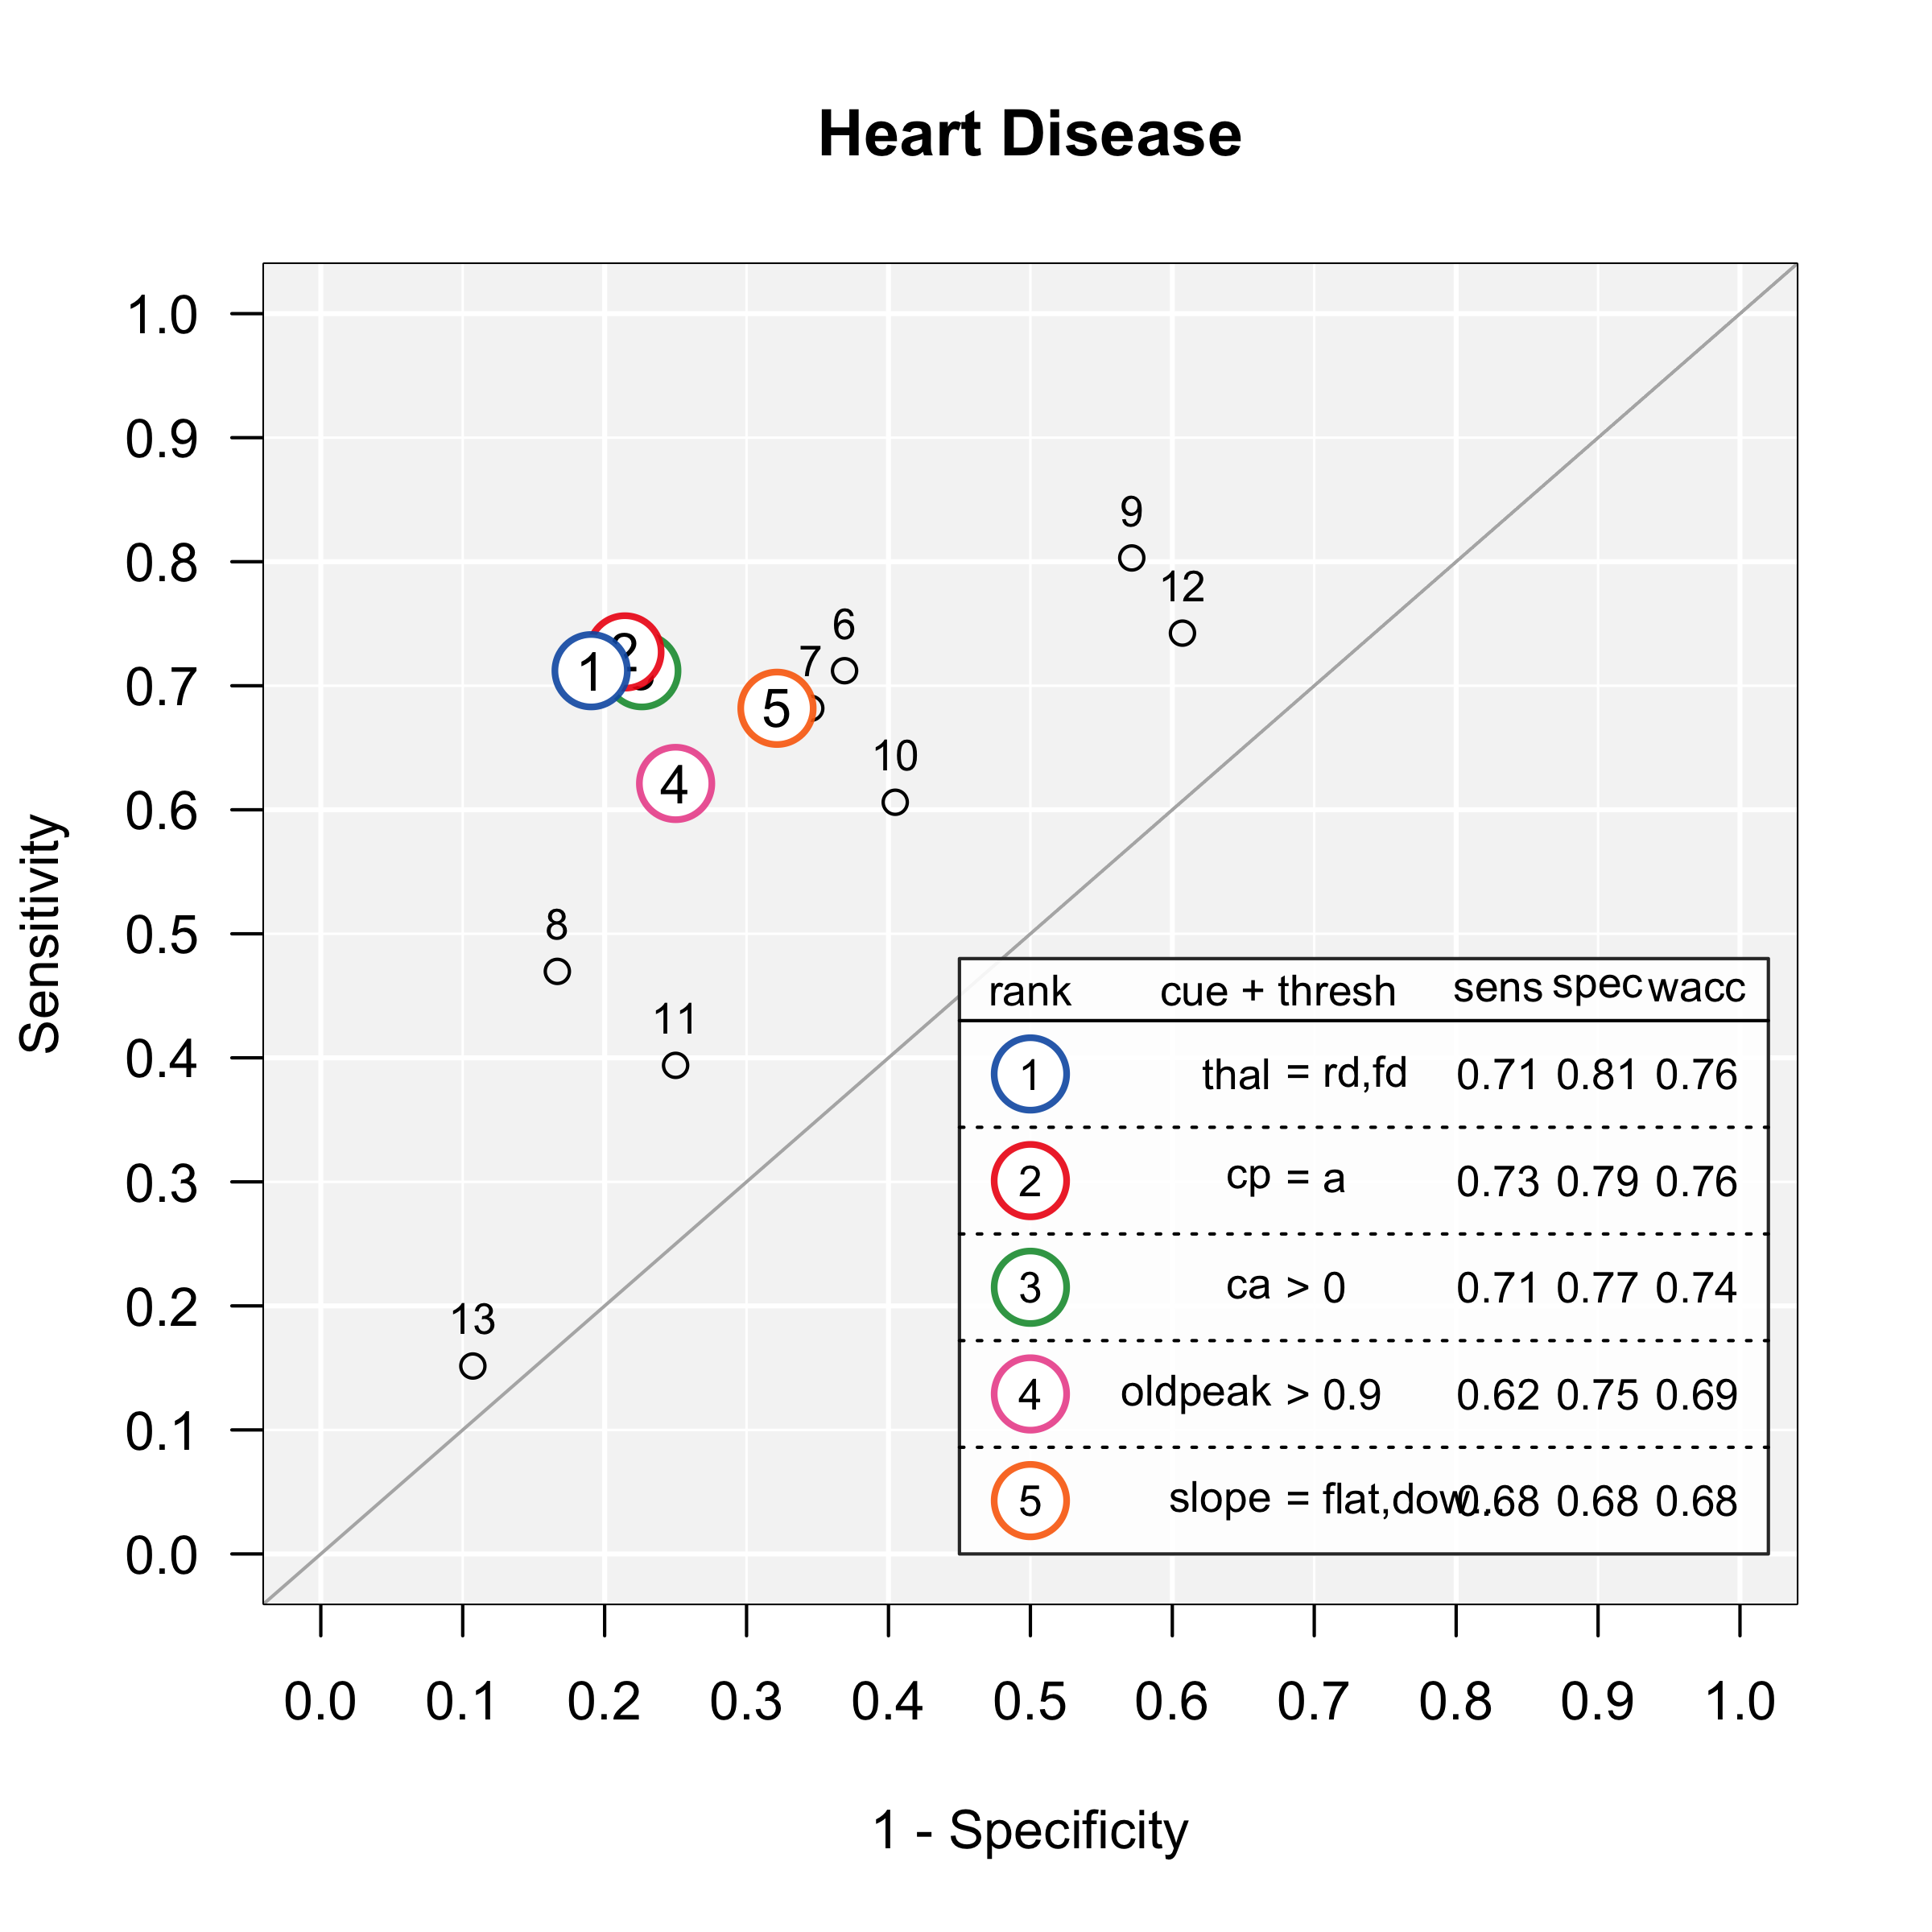 Heart Disease
1.0
0.9
0.8
0.7
0.6
0.5
0.4
0.3
0.2
0.1
0.0
Sensitivity
9
12
6
7
2
1
3
5
4
10
8
11
13
rank cue + thresh sens spec wacc
1 thal = rd,fd 0.71 0.81 0.76
2 cp = a 0.73 0.79 0.76
3 ca > 0 0.71 0.77 0.74
4 oldpeak > 0.9 0.62 0.75 0.69
5 slope = flat,dow.. 0.68 0.68 0.68
0.0 0.1 0.2 0.3 0.4 0.5 0.6 0.7 0.8 0.9 1.0
1 - Specificity